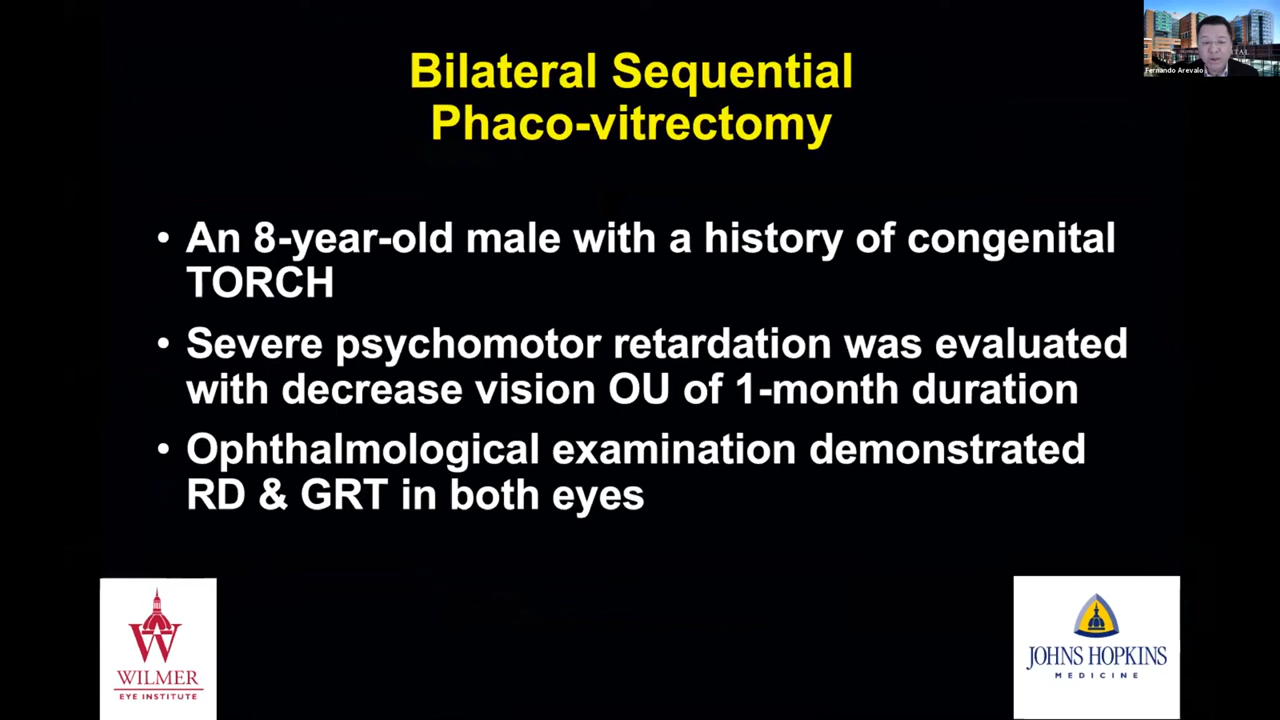 Bilateral Sequential
Phaco-vitrectomy
• An 8-year-old male with a history of congenital
TORCH
• Severe psychomotor retardation was evaluated
with decrease vision OU of 1-month duration
• Ophthalmological examination demonstrated
RD & GRT in both eyes
Fernando Arevalo
WILMER
EYE INSTITUTE
JOHNS HOPKINS
MEDICINE